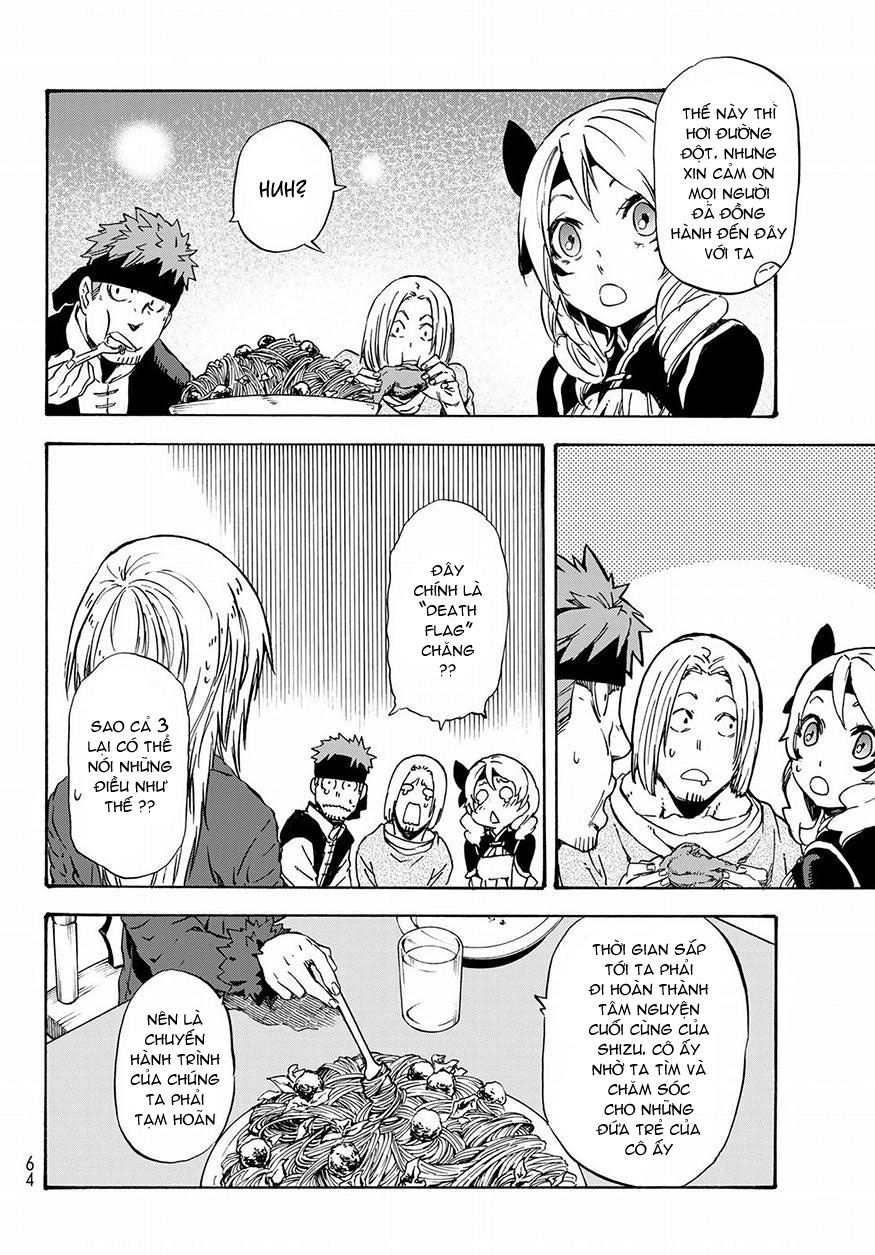 THẾ NÀY THÌ
HƠI ĐƯỜNG
ĐỘT, NHƯNG
XIN CẢM ƠN
MỌI NGƯỜI
ĐÃ ĐỒNG
HÀNH ĐẾN ĐÂY
VỚI TA
HUH?
ĐÂY
CHÍNH LÀ
"DEATH
FLAG"
CHĂNG
??
SAO CẢ 3
LẠI CÓ THỂ
NÓI NHỮNG
ĐIỀU NHƯ
THẾ ??
THỜI GIAN SẮP
TỚI TA PHẢI
ĐI HOÀN THÀNH
TÂM NGUYỆN
CUỐI CÙNG CỦA
SHIZU. CÔ ẤY
NHỜ TA TÌM VÀ
CHĂM SÓC
CHO NHỮNG
ĐỨA TRẺ CỦA
CÔ ẤY
NÊN LÀ
CHUYẾN
HÀNH TRÌNH
CỦA CHÚNG
TA PHẢI
TẠM HOÃN
64